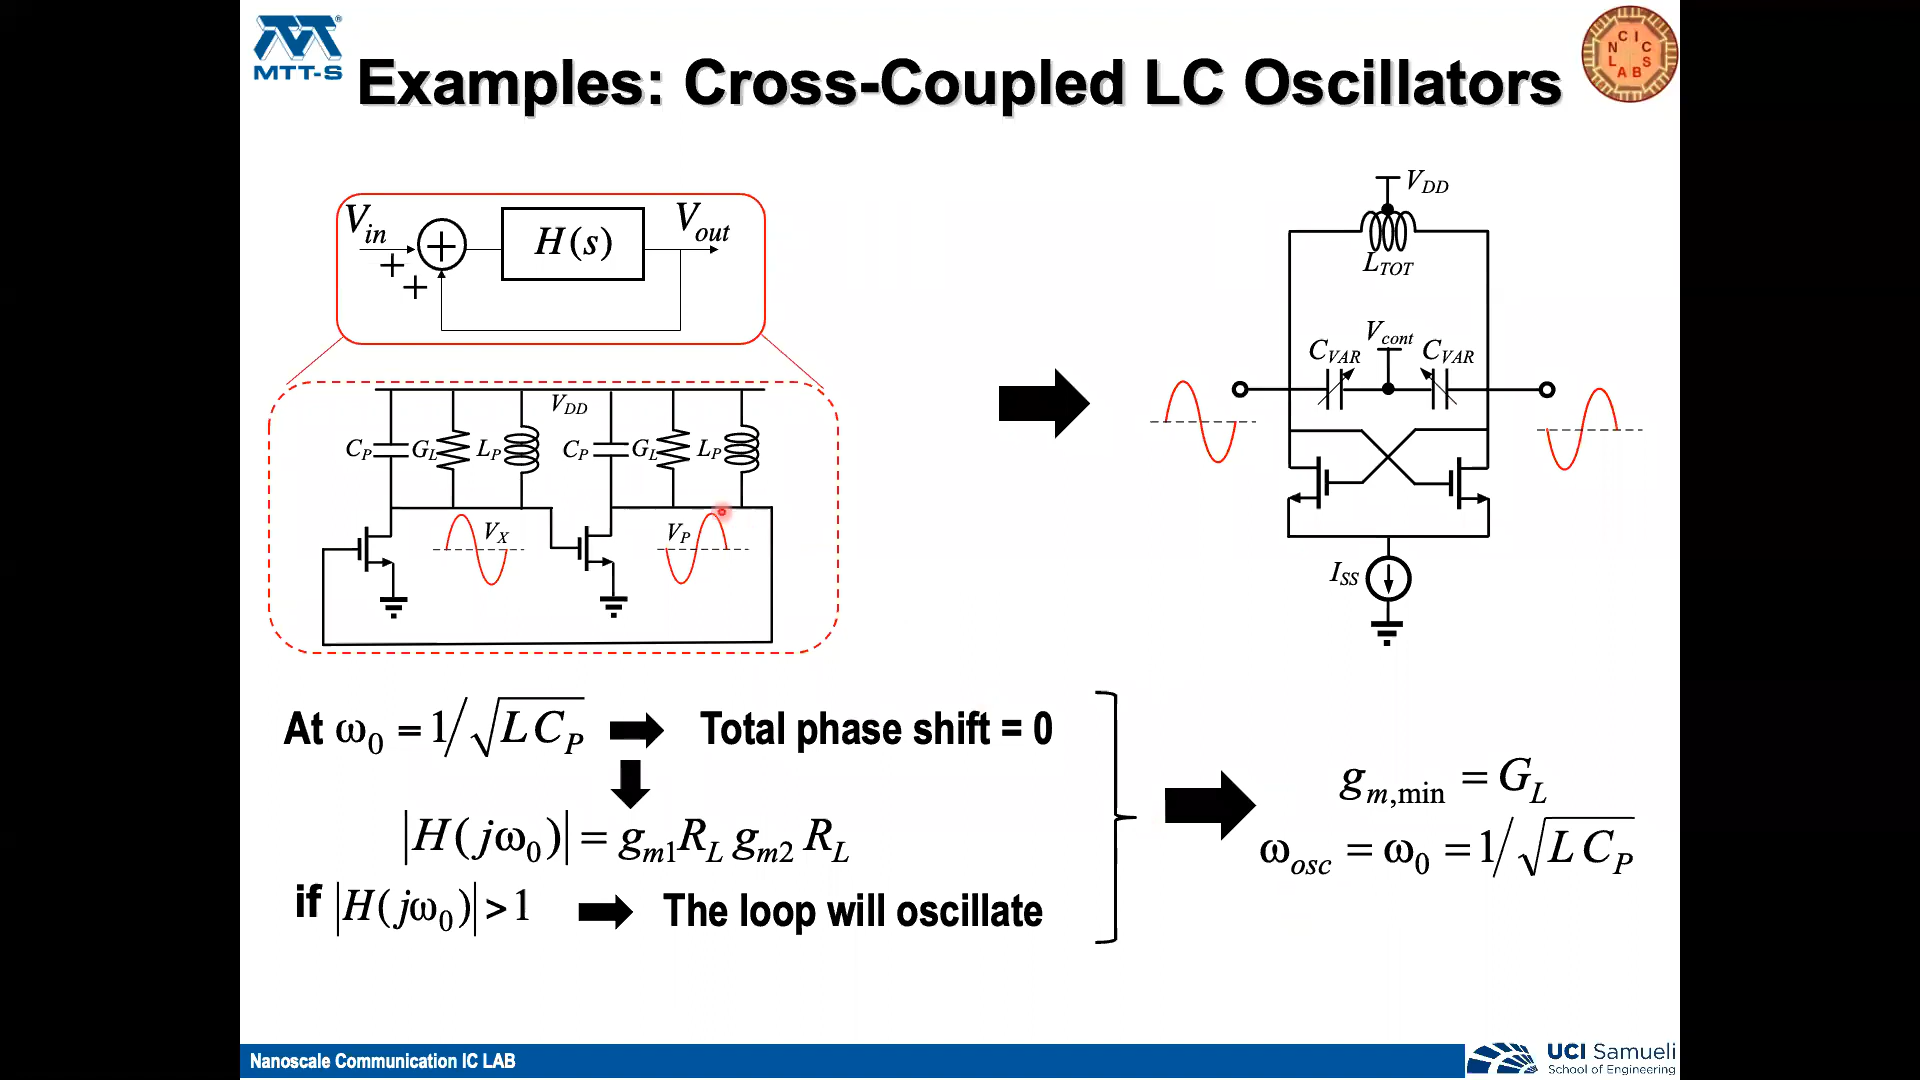 MTT-S
Examples: Cross-Coupled LC Oscillators
N C I C S L A B S
V_in
+
+
+
H(s)
V_out
V_DD
C_P G_L L_P C_P G_L L_P
V_X V_P
V_DD
L_TOT
V_cont
C_VAR C_VAR
I_SS
At ω_0 = 1/√(L C_P) Total phase shift = 0
|H(jω_0)| = g_m1 R_L g_m2 R_L
if |H(jω_0)| > 1 The loop will oscillate
g_m,min = G_L
ω_osc = ω_0 = 1/√(L C_P)
Nanoscale Communication IC LAB
UCI Samueli
School of Engineering